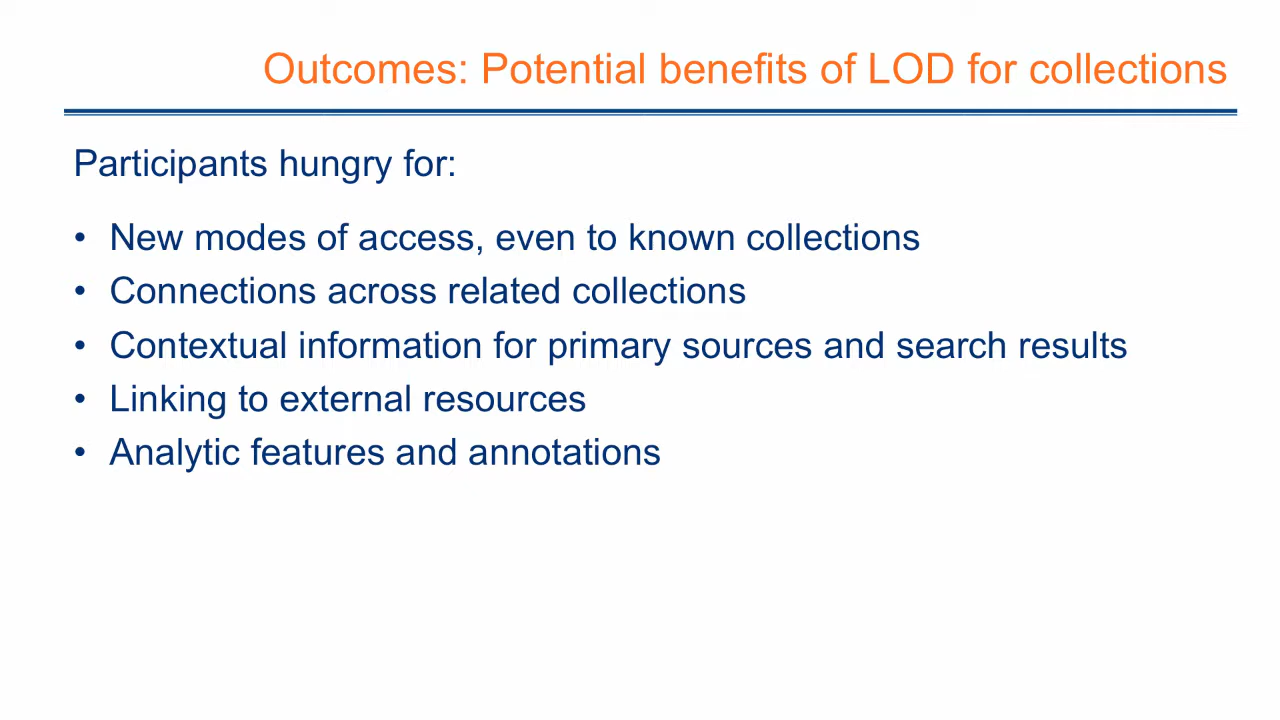 Outcomes: Potential benefits of LOD for collections
Participants hungry for:
• New modes of access, even to known collections
• Connections across related collections
• Contextual information for primary sources and search results
• Linking to external resources
• Analytic features and annotations